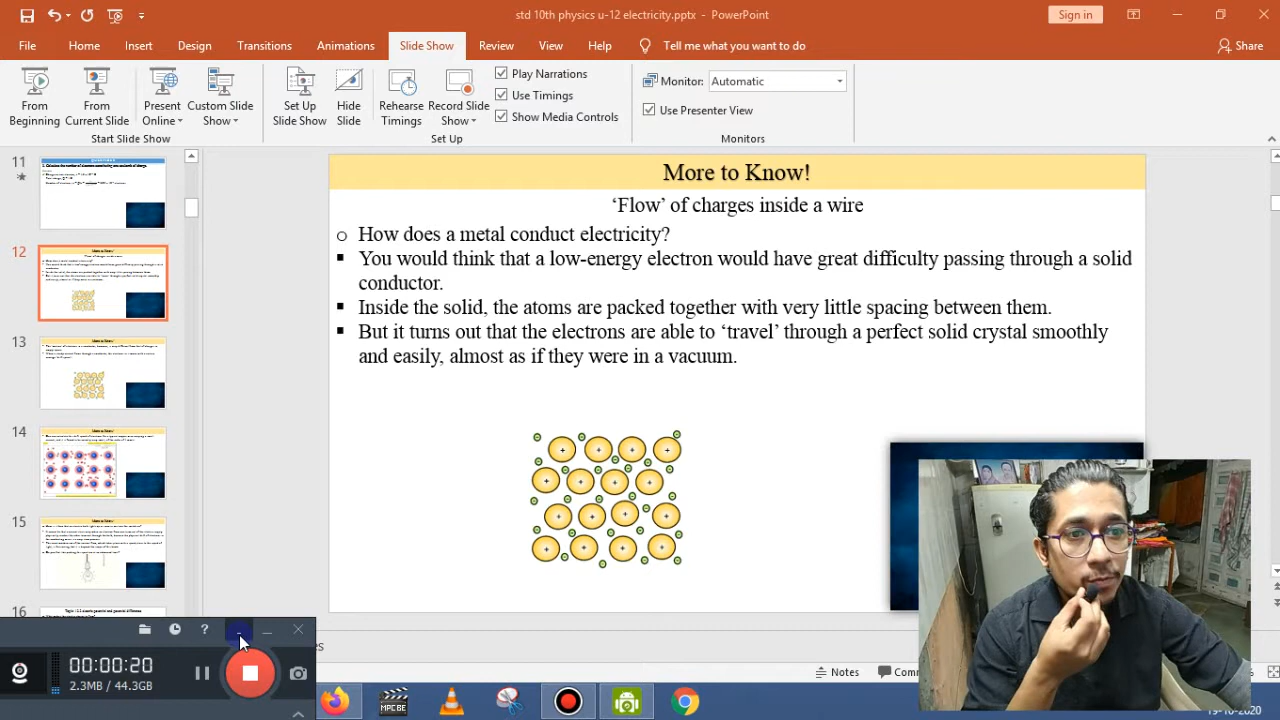 std 10th physics u-12 electricity.pptx - PowerPoint
Sign in
File Home Insert Design Transitions Animations Slide Show Review View Help Tell me what you want to do Share
From Beginning
From Current Slide
Present Online
Custom Slide Show
Start Slide Show
Set Up Slide Show
Hide Slide
Rehearse Timings
Record Slide Show
Play Narrations
Use Timings
Show Media Controls
Set Up
Monitor: Automatic
Use Presenter View
Monitors
11
12
13
14
15
16
More to Know!
‘Flow’ of charges inside a wire
How does a metal conduct electricity?
You would think that a low-energy electron would have great difficulty passing through a solid
conductor.
Inside the solid, the atoms are packed together with very little spacing between them.
But it turns out that the electrons are able to ‘travel’ through a perfect solid crystal smoothly
and easily, almost as if they were in a vacuum.
00:00:20
2.3MB / 44.3GB
Notes
MPC BE
19-10-2020